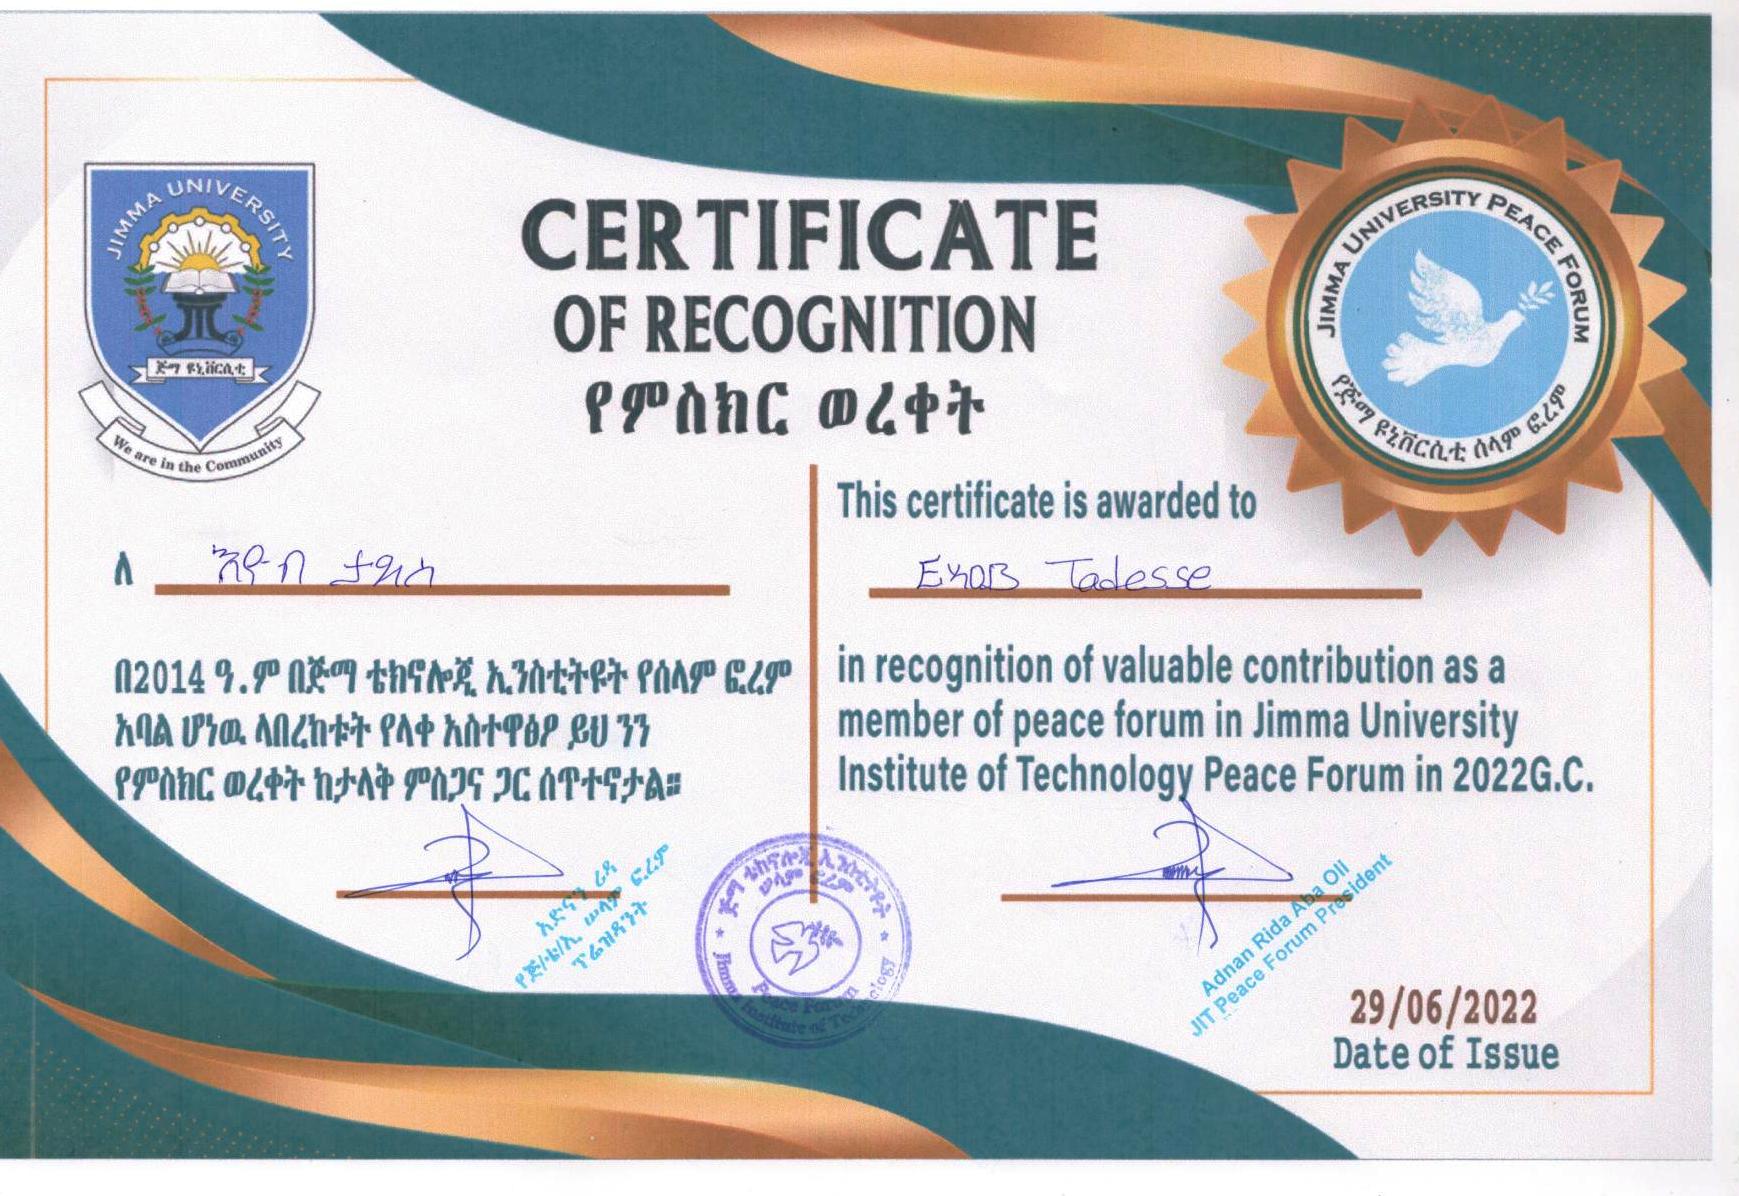 JIMMA UNIVERSITY
ጅማ ዩኒቨርሲቲ
We are in the Community
CERTIFICATE
OF RECOGNITION
የምስክር ወረቀት
JIMMA UNIVERSITY PEACE FORUM
የጅማ ዩኒቨርሲቲ ሰላም ፎረም
ለ እዮብ ታደሰ
በ2014 ዓ.ም በጅማ ቴክኖሎጂ ኢንስቲትዩት የሰላም ፎረም
አባል ሆነዉ ላበረከቱት የላቀ አስተዋፅዖ ይህ ንን
የምስክር ወረቀት ከታላቅ ምስጋና ጋር ሰጥተኖታል።
This certificate is awarded to
Tadesse
in recognition of valuable contribution as a
member of peace forum in Jimma University
Institute of Technology Peace Forum in 2022G.C.
አድናን ሪዳ
የጅ/ቴ/ኢ ሠላም ፎረም
ፕሬዝዳንት
ጅማ ቴክኖሎጂ ኢንስቲትዩት
ሠላም ፎረም
Peace Forum
Jimma Institute of Technology
Adnan Rida Aba Oli
JIT Peace Forum President
29/06/2022
Date of Issue